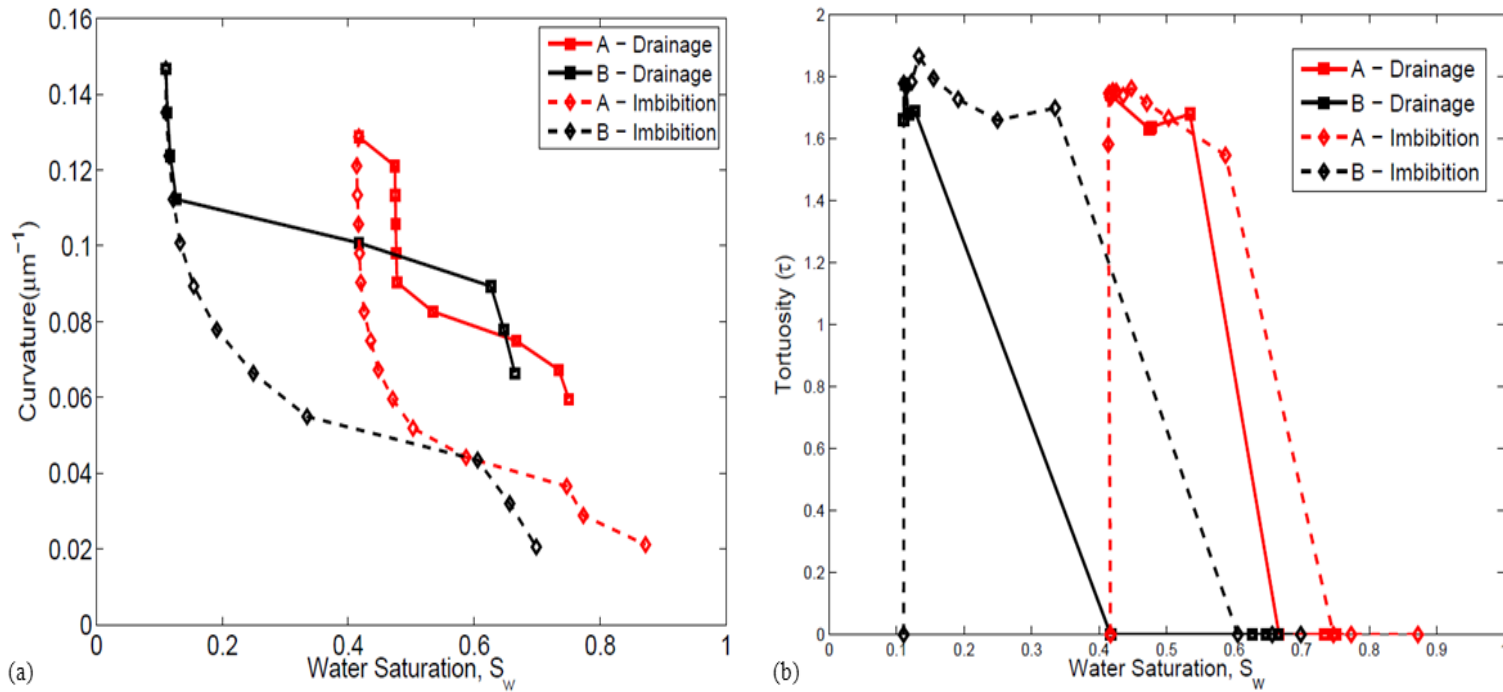 0.16
0.14
0.12
0.1
0.08
0.06
0.04
0.02
0
Curvature(μm⁻¹)
A − Drainage
B − Drainage
A − Imbibition
B − Imbibition
0
0.2
0.4
0.6
0.8
1
Water Saturation, S_w
(a)
2
1.8
1.6
1.4
1.2
1
0.8
0.6
0.4
0.2
0
Tortuosity (τ)
A − Drainage
B − Drainage
A − Imbibition
B − Imbibition
0
0.1
0.2
0.3
0.4
0.5
0.6
0.7
0.8
0.9
1
Water Saturation, S_w
(b)